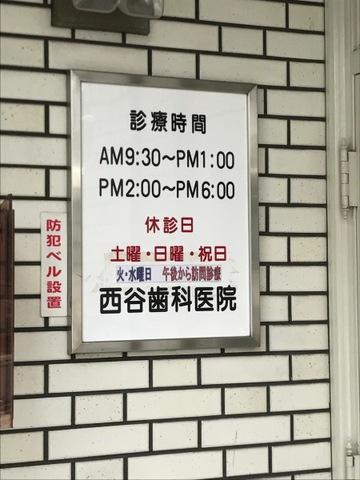 診療時間
AM9:30～PM1:00
PM2:00～PM6:00
休診日
土曜・日曜・祝日
火・水曜日 午後から訪問診療
西谷歯科医院
防犯ベル設置